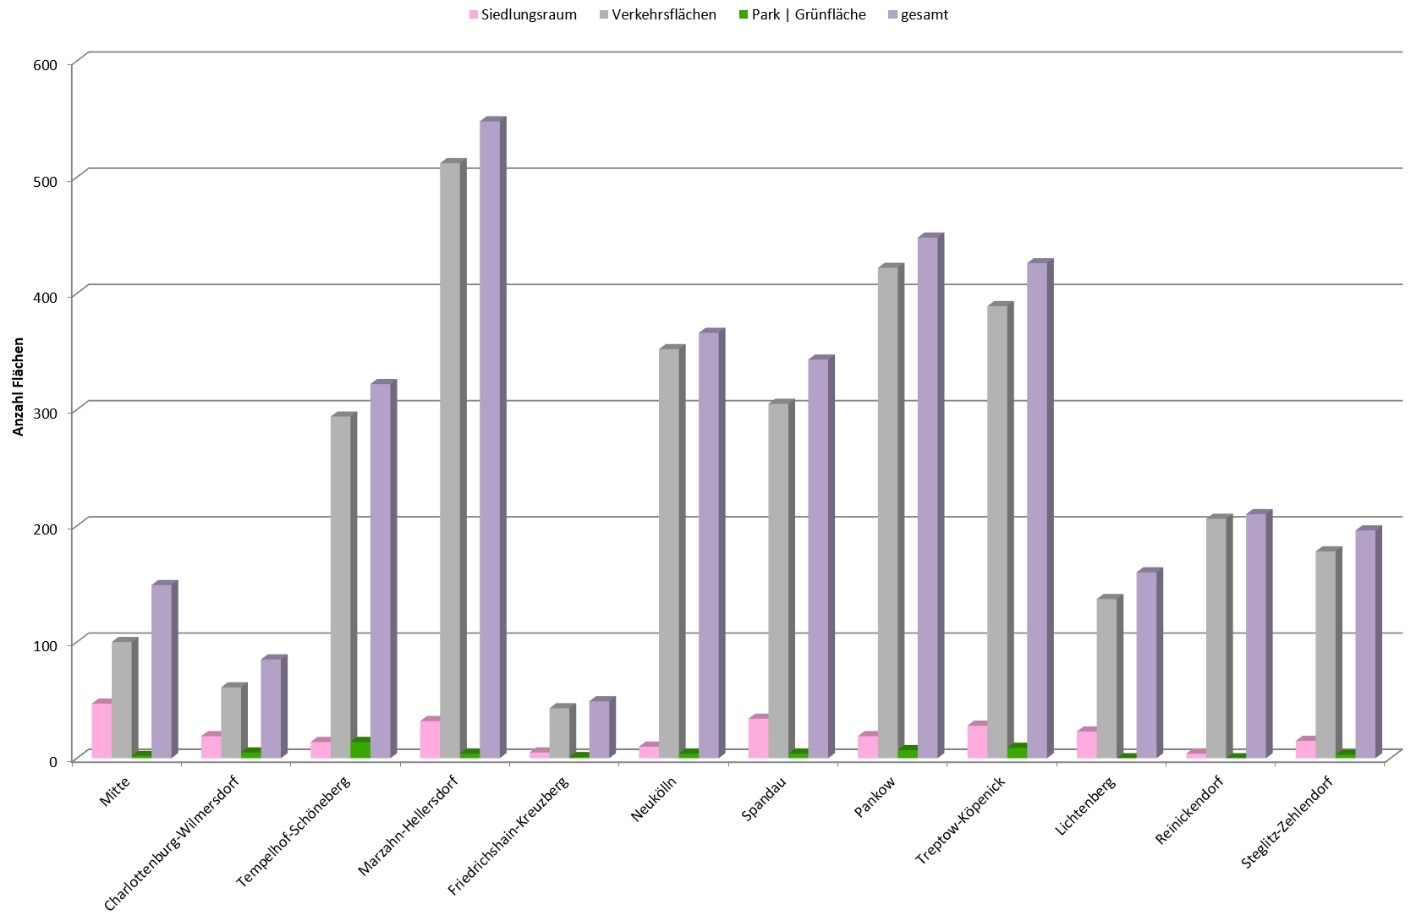 Siedlungsraum Verkehrsflächen Park | Grünfläche gesamt
600
500
400
300
200
100
0
Anzahl Flächen
Mitte
Charlottenburg-Wilmersdorf
Tempelhof-Schöneberg
Marzahn-Hellersdorf
Friedrichshain-Kreuzberg
Neukölln
Spandau
Pankow
Treptow-Köpenick
Lichtenberg
Reinickendorf
Steglitz-Zehlendorf